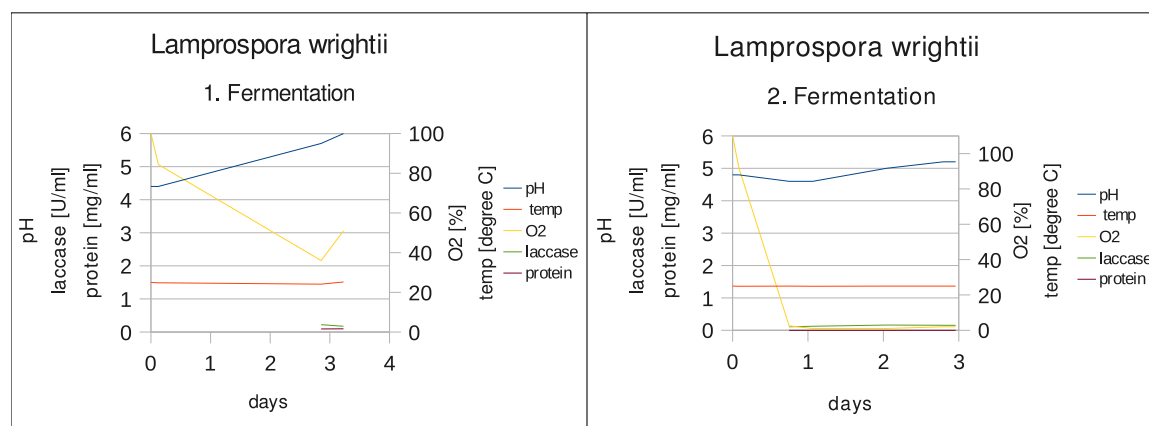 Lamprospora wrightii
1. Fermentation
pH
laccase [U/ml]
protein [mg/ml]
6
5
4
3
2
1
0
100
80
60
40
20
0
O2 [%]
temp [degree C]
0 1 2 3 4
days
pH
temp
O2
laccase
protein
Lamprospora wrightii
2. Fermentation
pH
laccase [U/ml]
protein [mg/ml]
6
5
4
3
2
1
0
100
80
60
40
20
0
O2 [%]
temp [degree C]
0 1 2 3
days
pH
temp
O2
laccase
protein